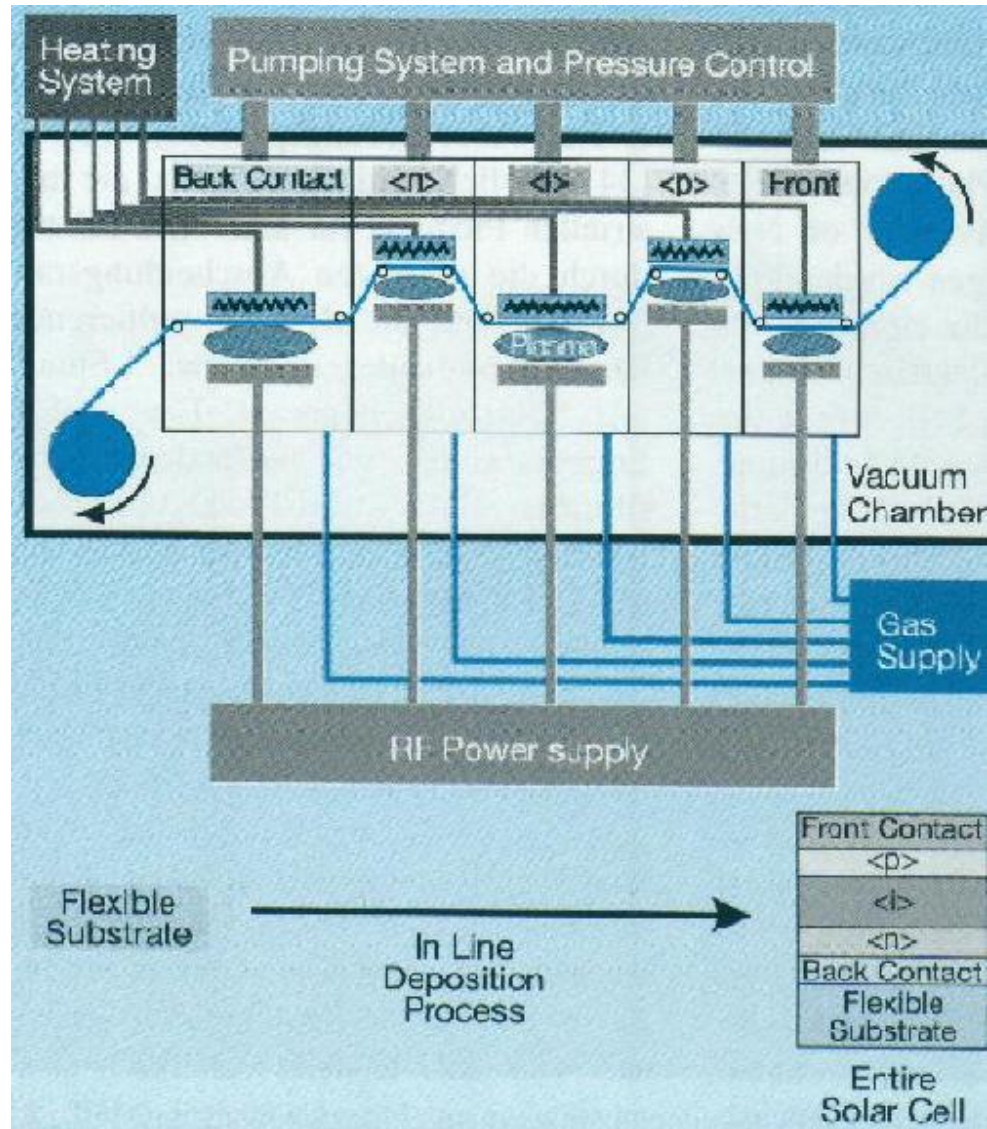 Heating
System
Pumping System and Pressure Control
Back Contact
<n>
<i>
<p>
Front
Plasma
Vacuum
Chamber
Gas
Supply
RF Power supply
Flexible
Substrate
In Line
Deposition
Process
Front Contact
<p>
<i>
<n>
Back Contact
Flexible
Substrate
Entire
Solar Cell